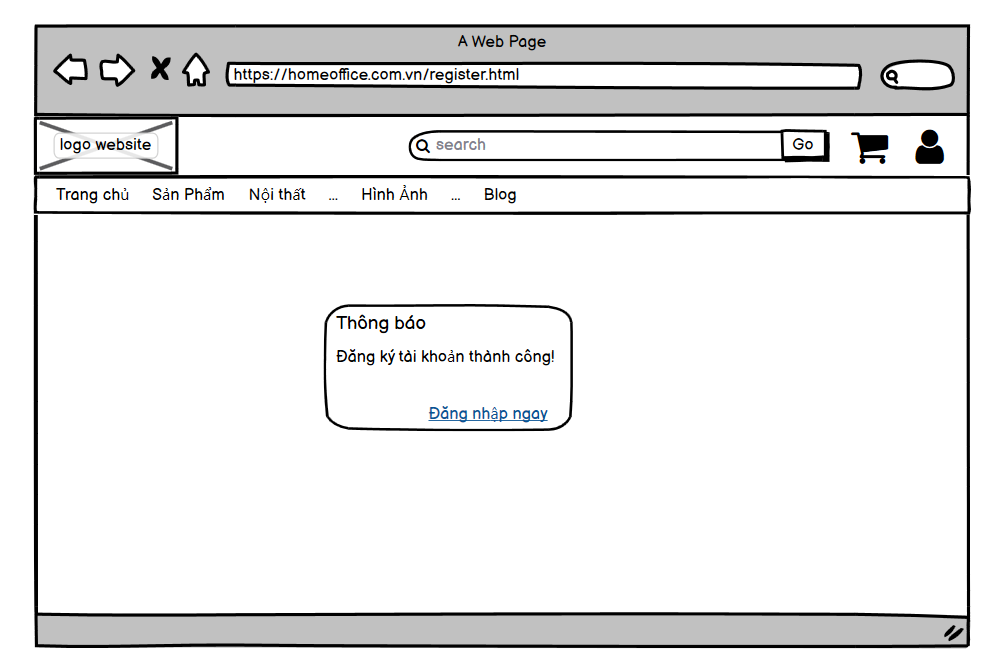 A Web Page
https://homeoffice.com.vn/register.html
logo website
search
Go
Trang chủ Sản Phẩm Nội thất ... Hình Ảnh ... Blog
Thông báo
Đăng ký tài khoản thành công!
Đăng nhập ngay